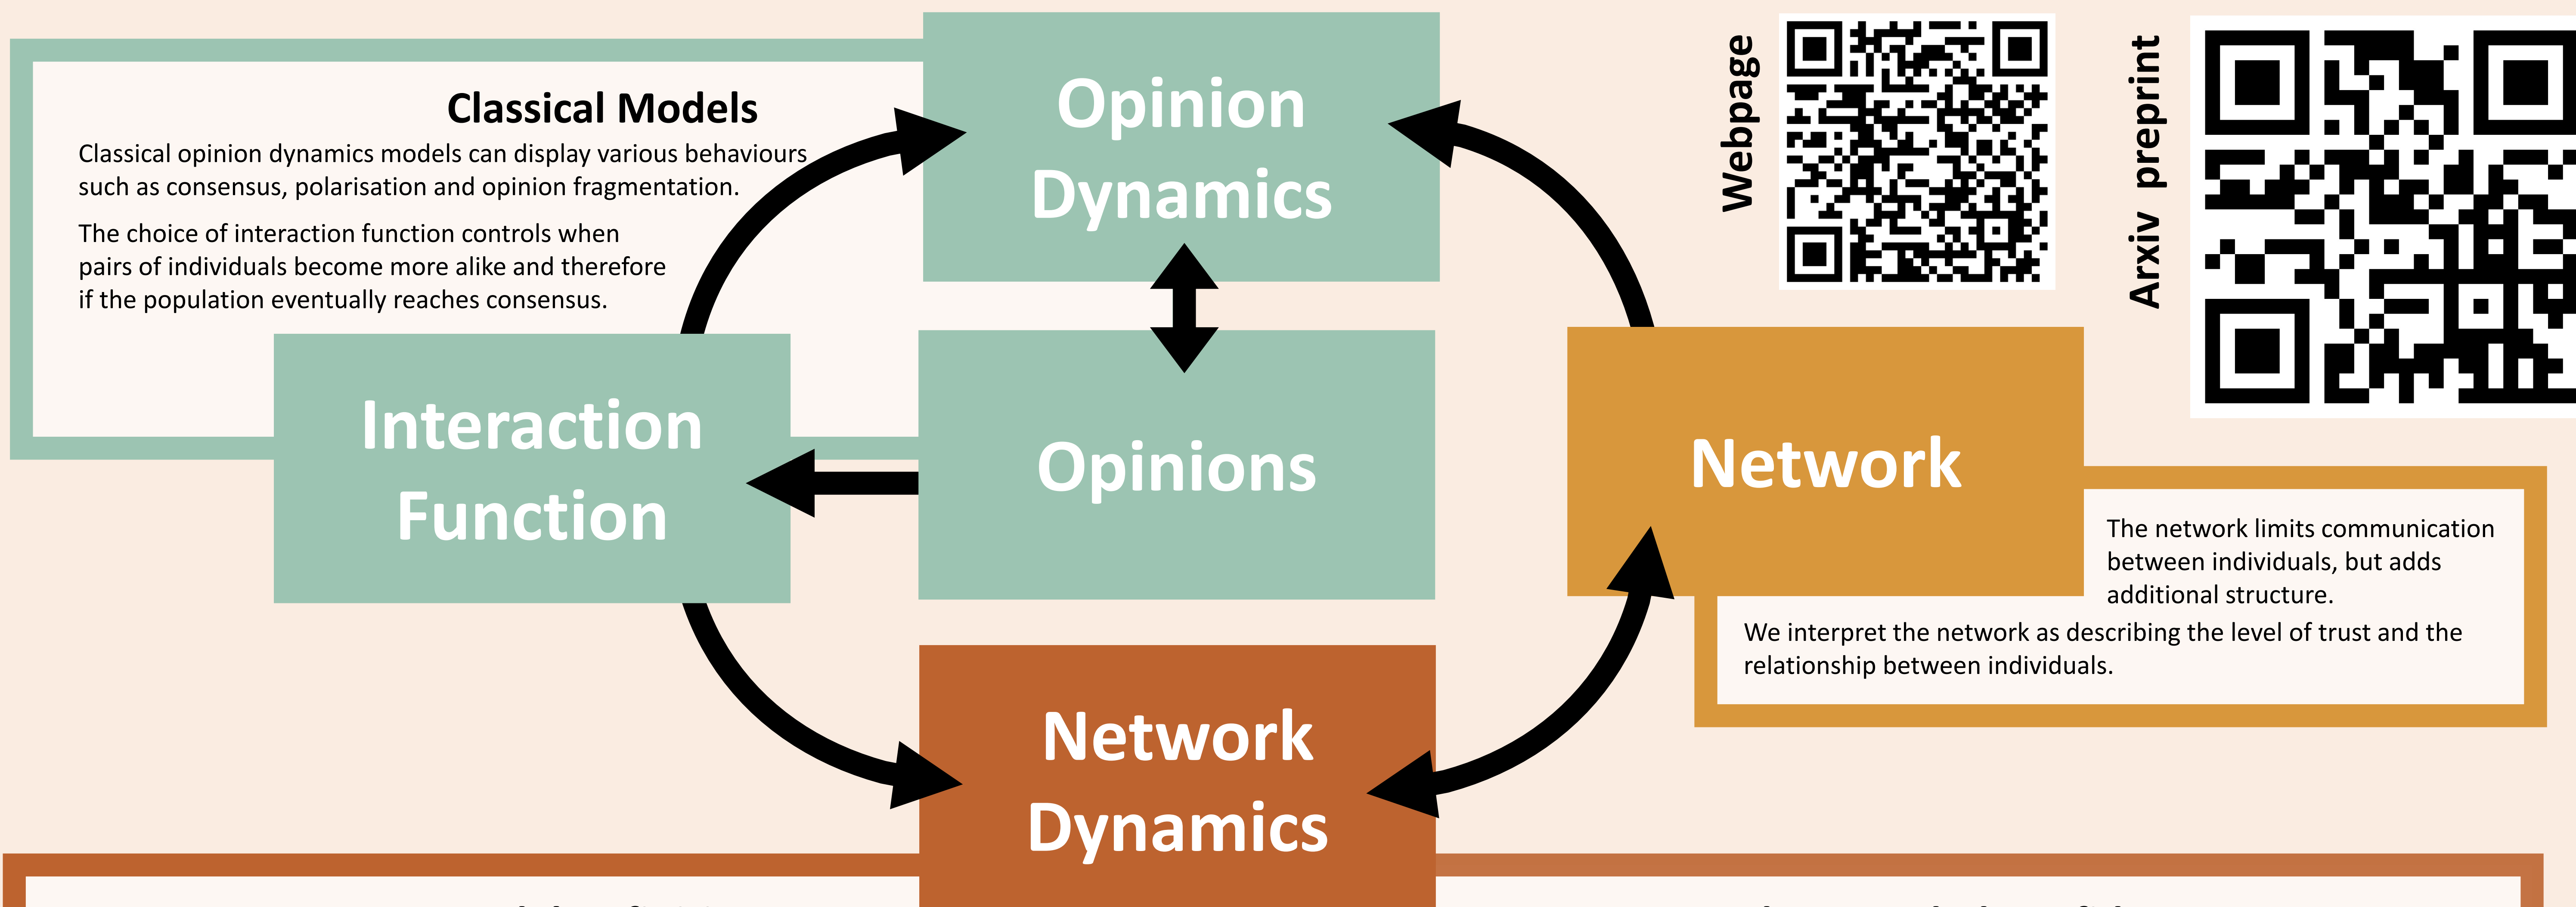 Opinion
Dynamics
Classical Models
Classical opinion dynamics models can display various behaviours
such as consensus, polarisation and opinion fragmentation.
The choice of interaction function controls when
pairs of individuals become more alike and therefore
if the population eventually reaches consensus.
Webpage
Arxiv preprint
Interaction
Function
Opinions
Network
The network limits communication
between individuals, but adds
additional structure.
We interpret the network as describing the level of trust and the
relationship between individuals.
Network
Dynamics